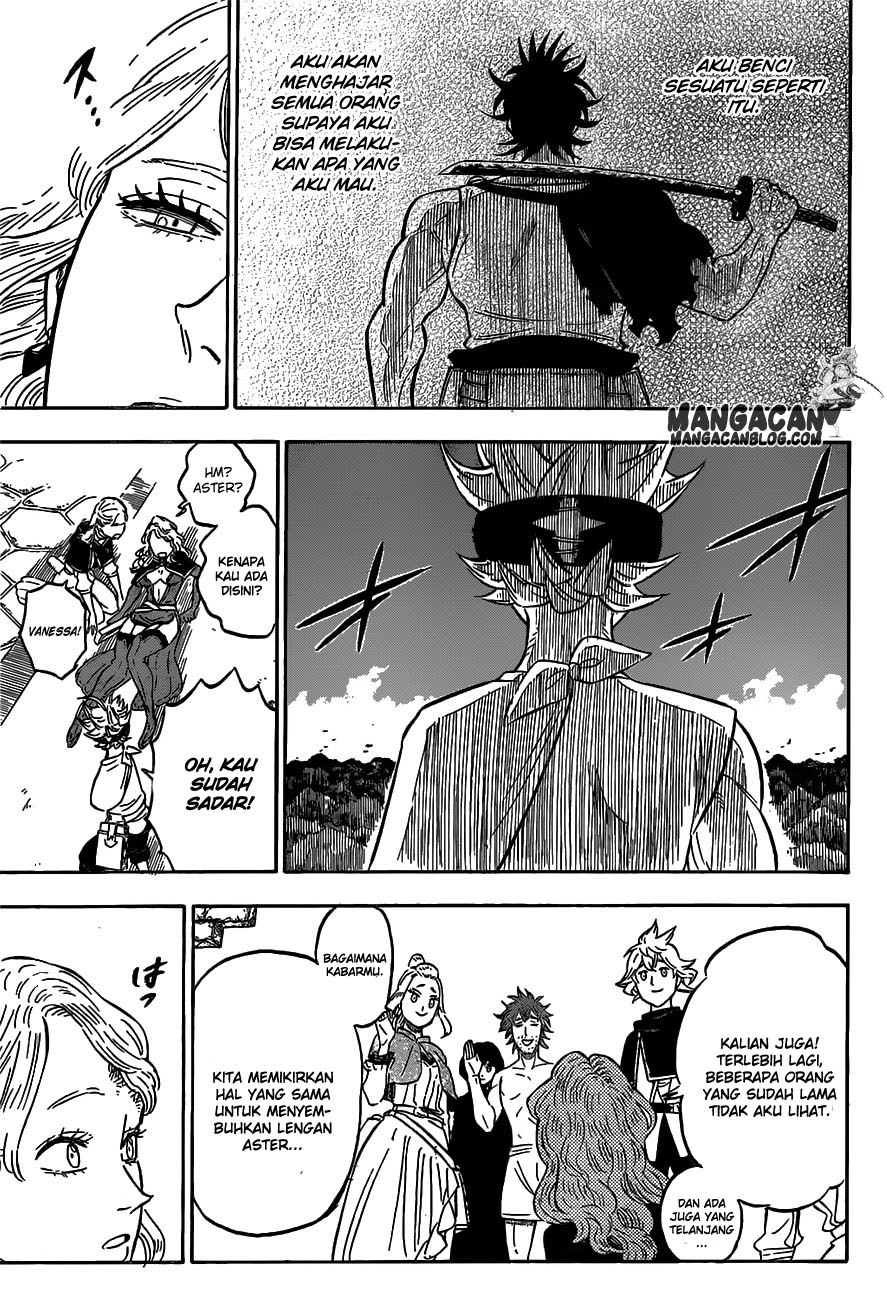 AKU BENCI
SESUATU SEPERTI
ITU.
AKU AKAN
MENGHAJAR
SEMUA ORANG
SUPAYA AKU
BISA MELAKU-
KAN APA YANG
AKU MAU.
ス…
MANGACAN
MANGACANBLOG.COM
HM?
ASTER?
KENAPA
KAU ADA
DISINI?
VANESSA!
OH, KAU
SUDAH
SADAR!
KALIAN JUGA!
TERLEBIH LAGI,
BEBERAPA ORANG
YANG SUDAH LAMA
TIDAK AKU LIHAT.
DAN ADA
JUGA YANG
TELANJANG
...
BAGAIMANA
KABARMU.
KITA MEMIKIRKAN
HAL YANG SAMA
UNTUK MENYEM-
BUHKAN LENGAN
ASTER...
はっ